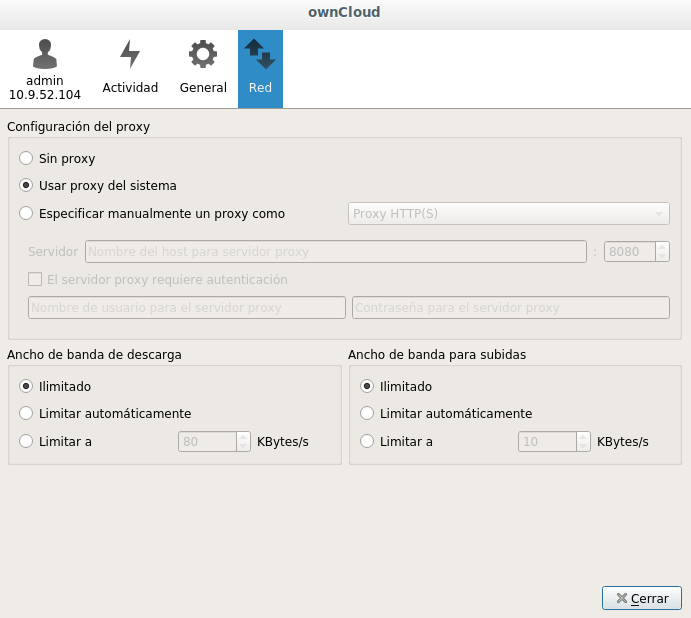 ownCloud
admin
10.9.52.104
Actividad
General
Red
Configuración del proxy
Sin proxy
Usar proxy del sistema
Especificar manualmente un proxy como
Proxy HTTP(S)
Servidor
Nombre del host para servidor proxy
:
8080
El servidor proxy requiere autenticación
Nombre de usuario para el servidor proxy
Contraseña para el servidor proxy
Ancho de banda de descarga
Ilimitado
Limitar automáticamente
Limitar a
80
KBytes/s
Ancho de banda para subidas
Ilimitado
Limitar automáticamente
Limitar a
10
KBytes/s
Cerrar